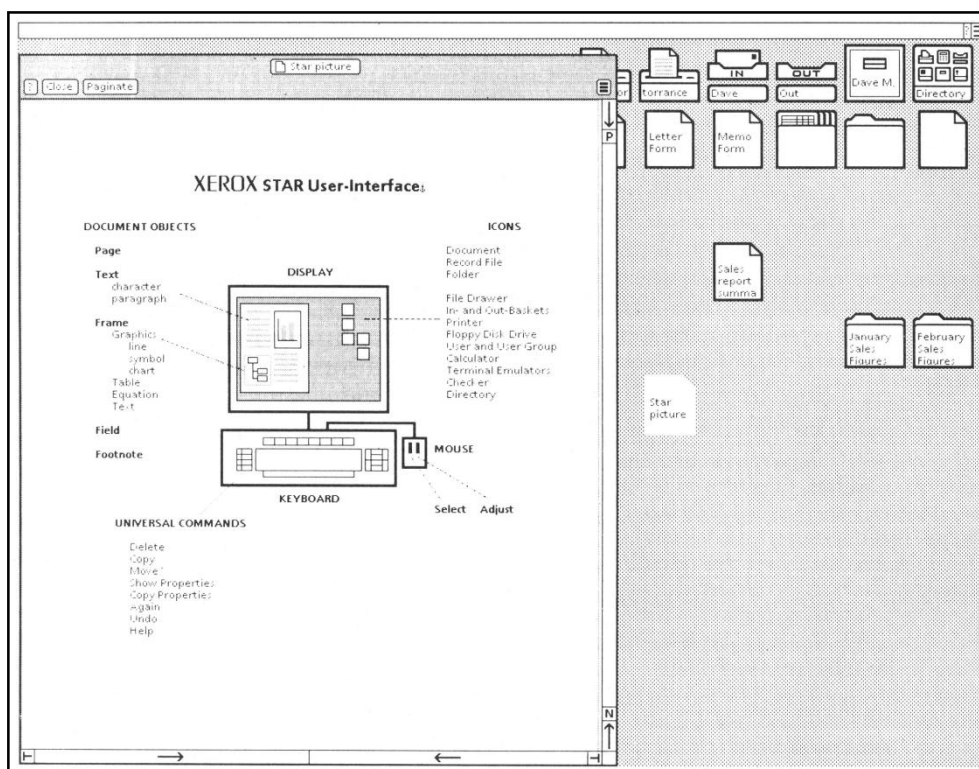 Star picture
?
Close
Paginate
P
XEROX STAR User-Interface
DOCUMENT OBJECTS
Page
Text
character
paragraph
Frame
Graphics
line
symbol
chart
Table
Equation
Text
Field
Footnote
DISPLAY
ICONS
Document
Record File
Folder
File Drawer
In- and Out-Baskets
Printer
Floppy Disk Drive
User and User Group
Calculator
Terminal Emulators
Checker
Directory
MOUSE
Select Adjust
KEYBOARD
UNIVERSAL COMMANDS
Delete
Copy
Move
Show Properties
Copy Properties
Again
Undo
Help
N
torrance
IN
Dave
OUT
Out
Dave M.
Directory
Letter
Form
Memo
Form
Sales
report
summa
January
Sales
Figures
February
Sales
Figures
Star
picture